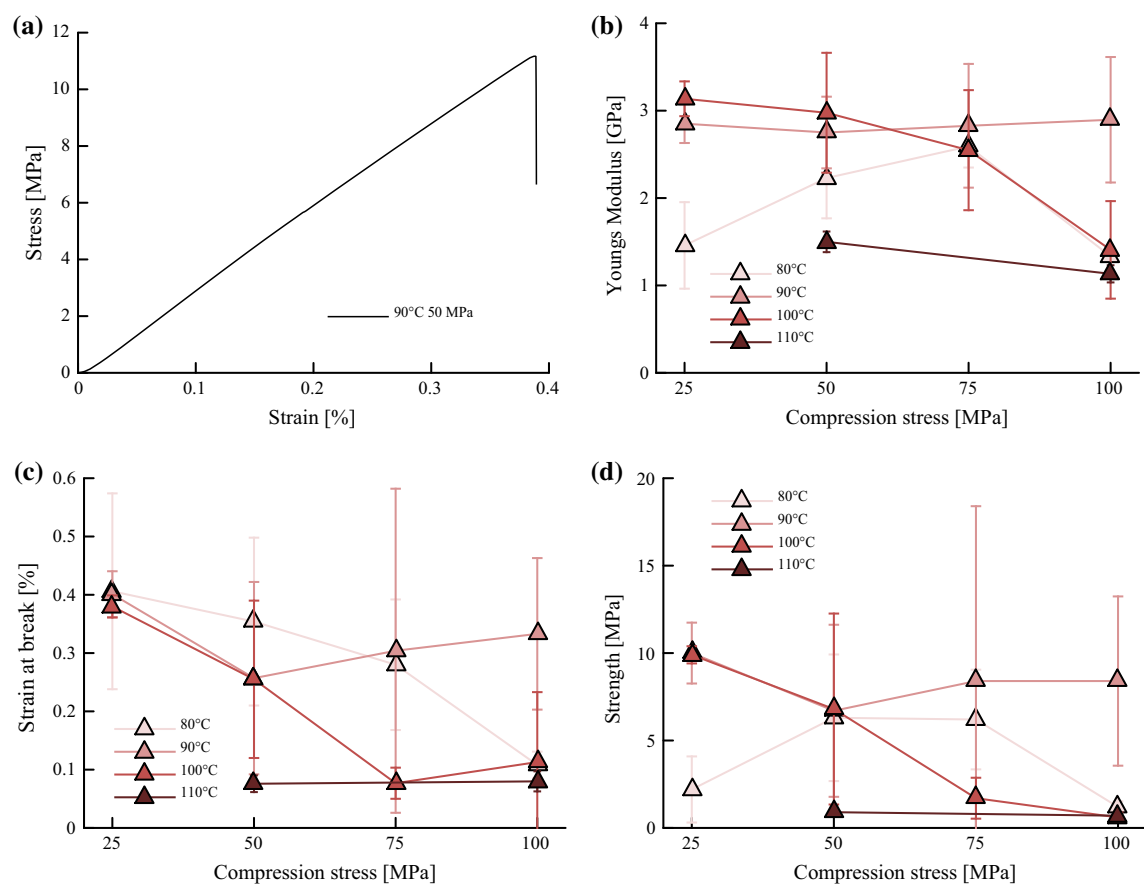 (a)
12
10
8
6
4
2
0
Stress [MPa]
90°C 50 MPa
0
0.1
0.2
0.3
0.4
Strain [%]
(b)
4
3
2
1
0
Youngs Modulus [GPa]
80°C
90°C
100°C
110°C
25
50
75
100
Compression stress [MPa]
(c)
0.6
0.5
0.4
0.3
0.2
0.1
0
Strain at break [%]
80°C
90°C
100°C
110°C
25
50
75
100
Compression stress [MPa]
(d)
20
15
10
5
0
Strength [MPa]
80°C
90°C
100°C
110°C
25
50
75
100
Compression stress [MPa]